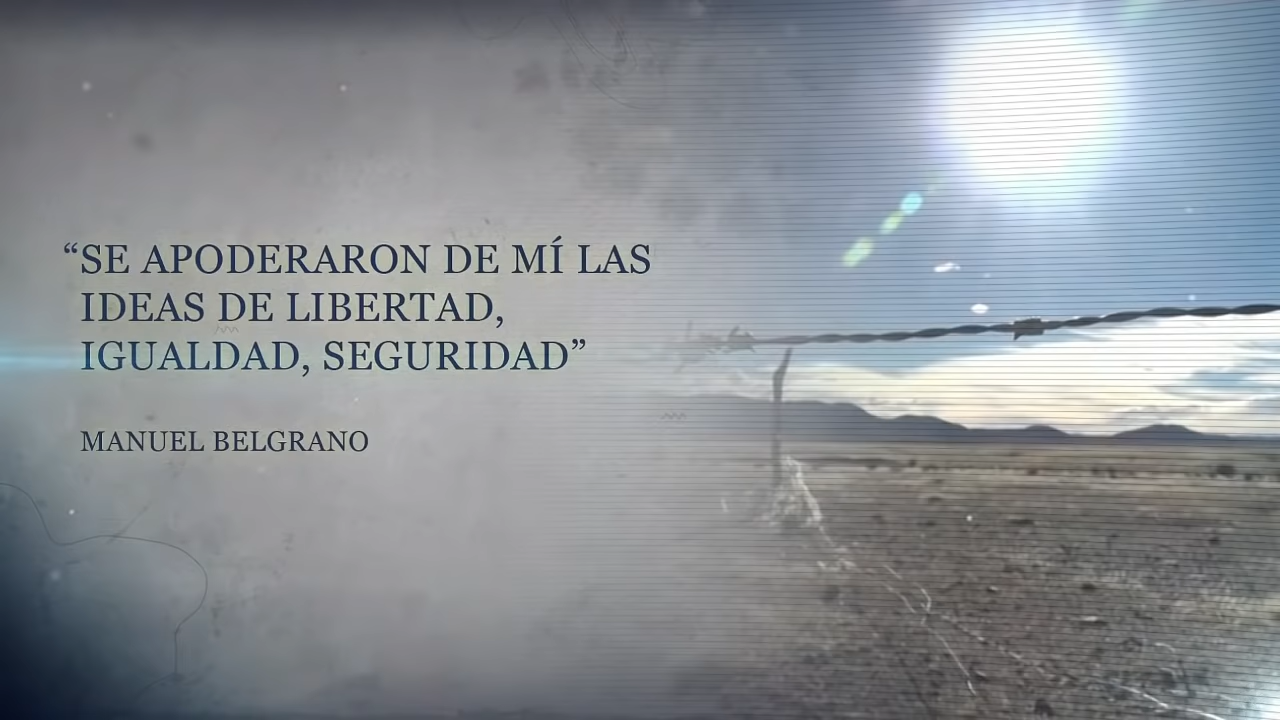 “SE APODERARON DE MÍ LAS
IDEAS DE LIBERTAD,
IGUALDAD, SEGURIDAD”
MANUEL BELGRANO